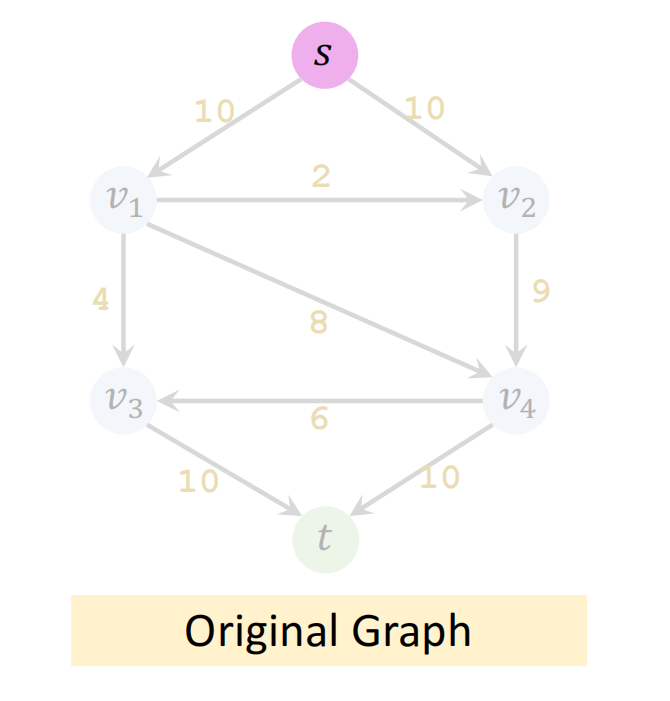 s
10 10
v₁ 2 v₂
4 8 9
v₃ 6 v₄
10 10
t
Original Graph